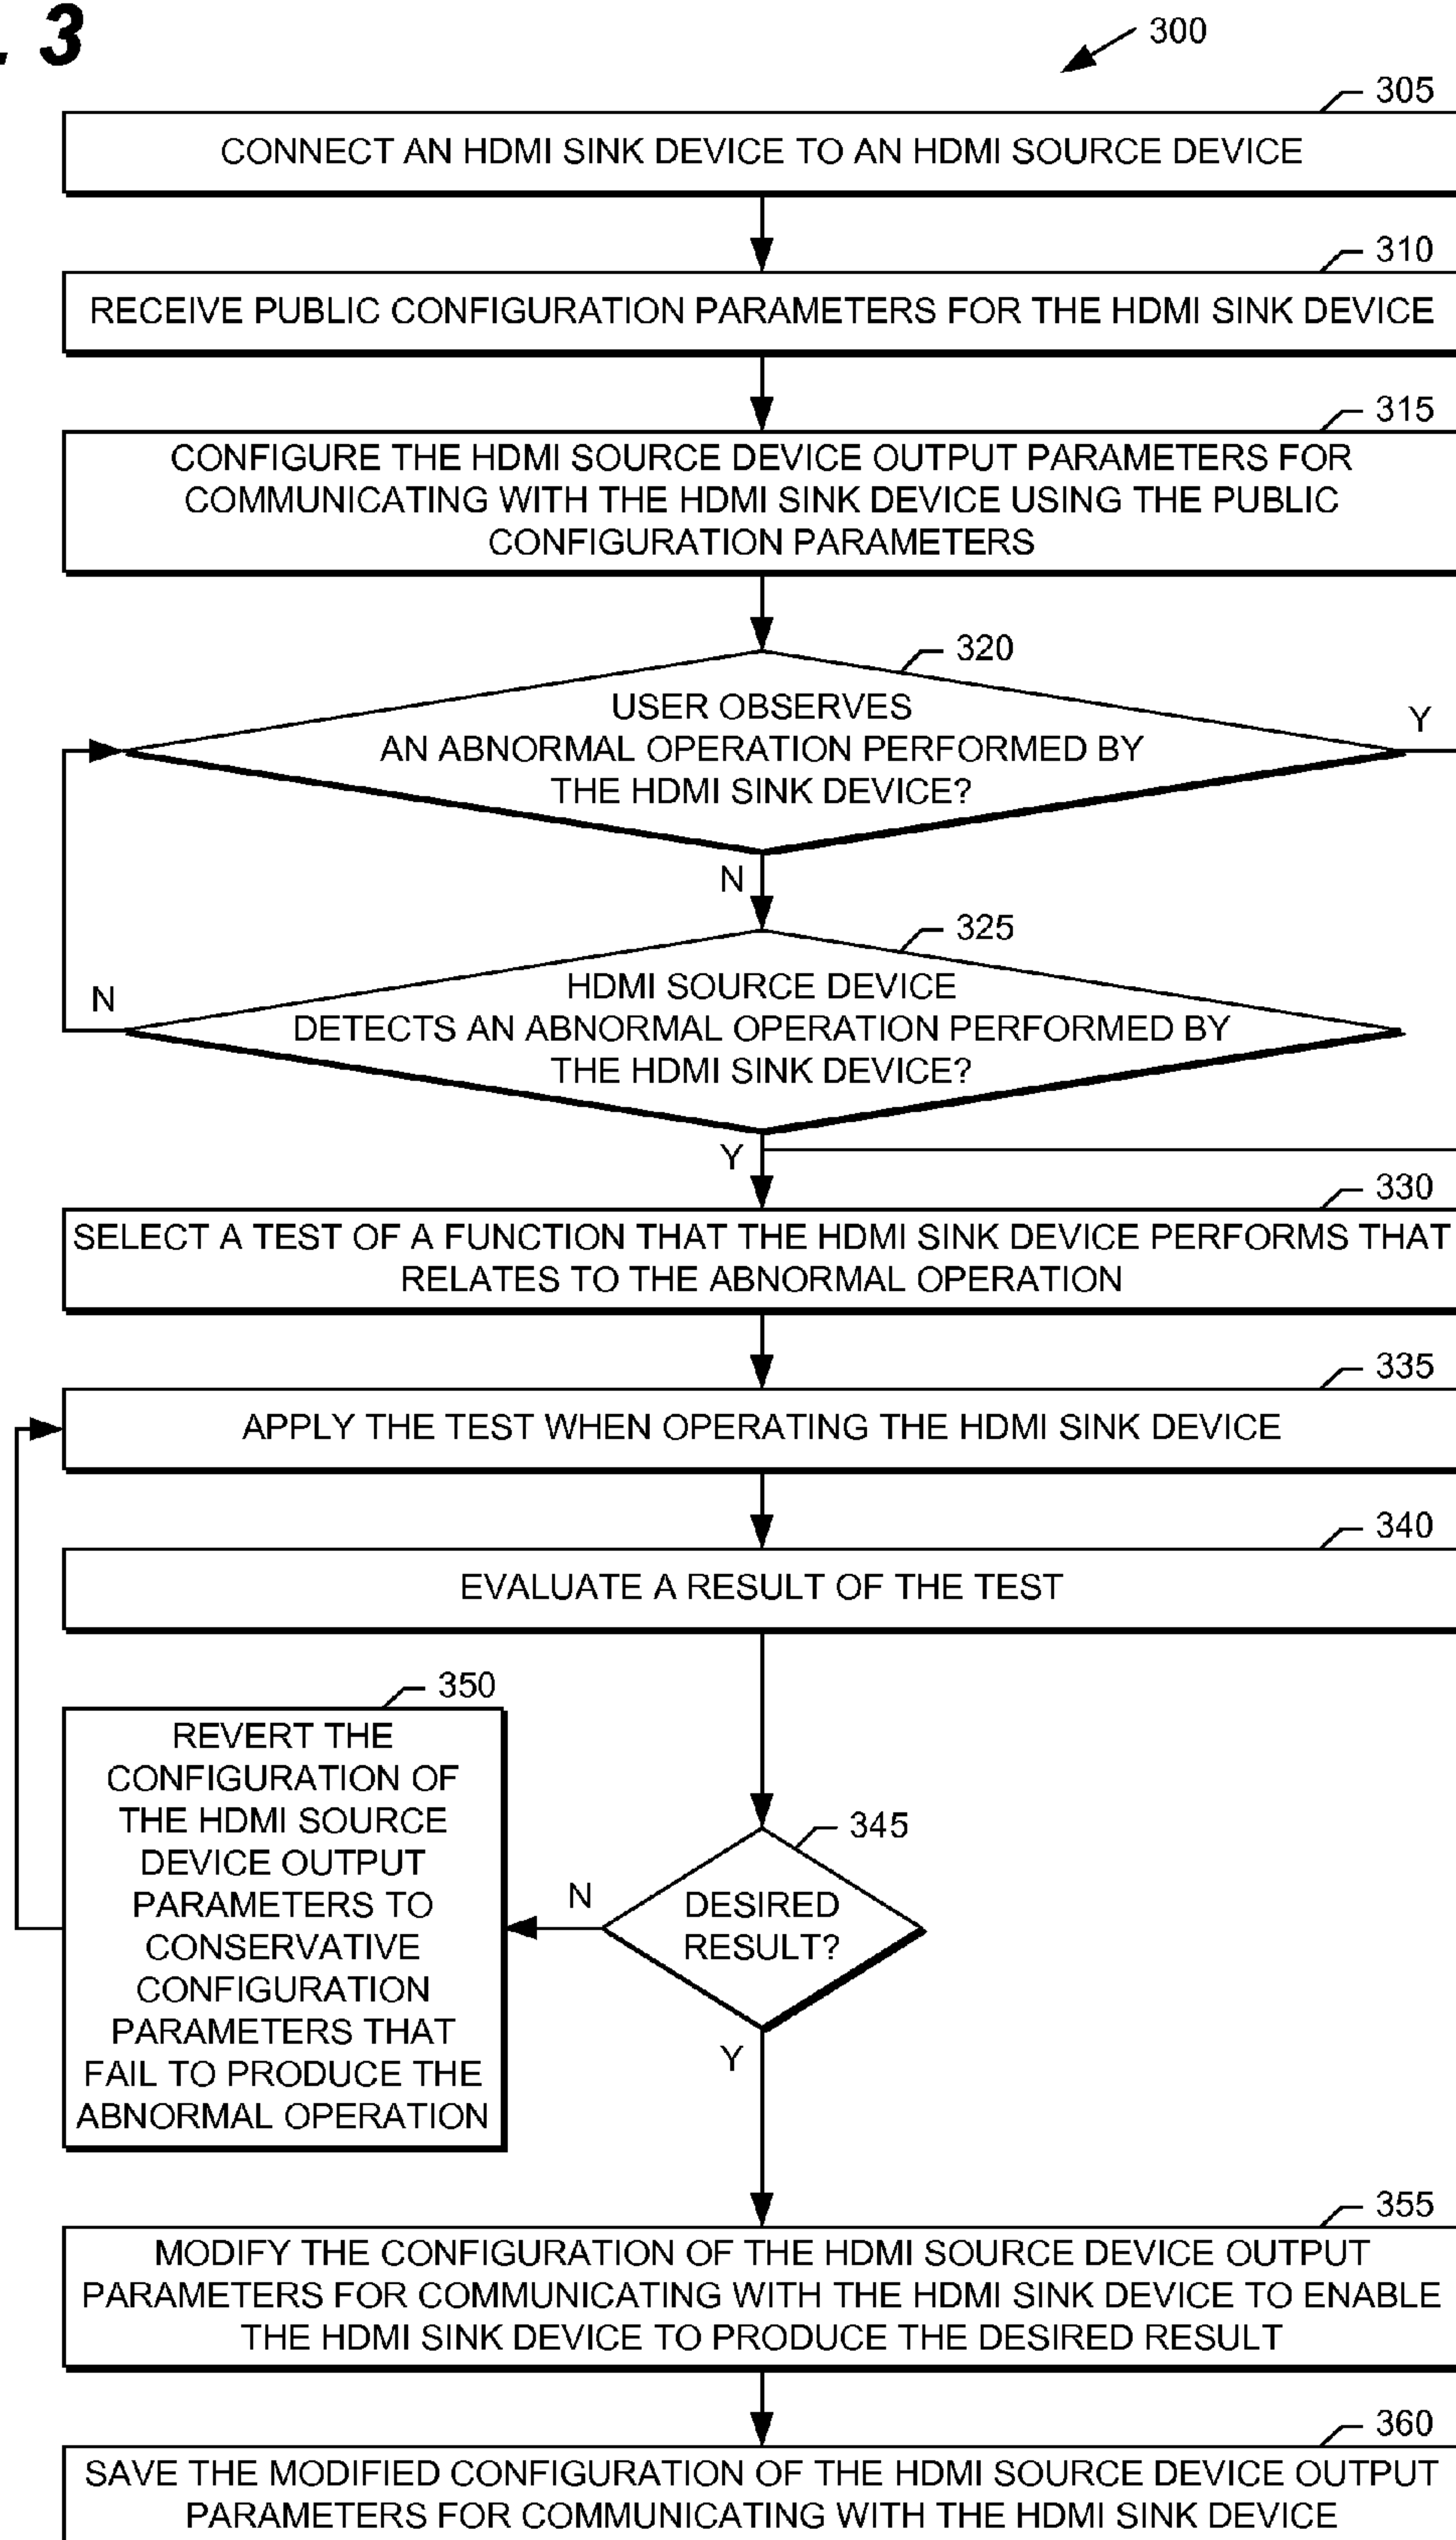 . 3
300
305
CONNECT AN HDMI SINK DEVICE TO AN HDMI SOURCE DEVICE
310
RECEIVE PUBLIC CONFIGURATION PARAMETERS FOR THE HDMI SINK DEVICE
315
CONFIGURE THE HDMI SOURCE DEVICE OUTPUT PARAMETERS FOR
COMMUNICATING WITH THE HDMI SINK DEVICE USING THE PUBLIC
CONFIGURATION PARAMETERS
320
USER OBSERVES
AN ABNORMAL OPERATION PERFORMED BY
THE HDMI SINK DEVICE?
Y
N
325
HDMI SOURCE DEVICE
DETECTS AN ABNORMAL OPERATION PERFORMED BY
THE HDMI SINK DEVICE?
N
Y
330
SELECT A TEST OF A FUNCTION THAT THE HDMI SINK DEVICE PERFORMS THAT
RELATES TO THE ABNORMAL OPERATION
335
APPLY THE TEST WHEN OPERATING THE HDMI SINK DEVICE
340
EVALUATE A RESULT OF THE TEST
345
DESIRED
RESULT?
N
Y
350
REVERT THE
CONFIGURATION OF
THE HDMI SOURCE
DEVICE OUTPUT
PARAMETERS TO
CONSERVATIVE
CONFIGURATION
PARAMETERS THAT
FAIL TO PRODUCE THE
ABNORMAL OPERATION
355
MODIFY THE CONFIGURATION OF THE HDMI SOURCE DEVICE OUTPUT
PARAMETERS FOR COMMUNICATING WITH THE HDMI SINK DEVICE TO ENABLE
THE HDMI SINK DEVICE TO PRODUCE THE DESIRED RESULT
360
SAVE THE MODIFIED CONFIGURATION OF THE HDMI SOURCE DEVICE OUTPUT
PARAMETERS FOR COMMUNICATING WITH THE HDMI SINK DEVICE